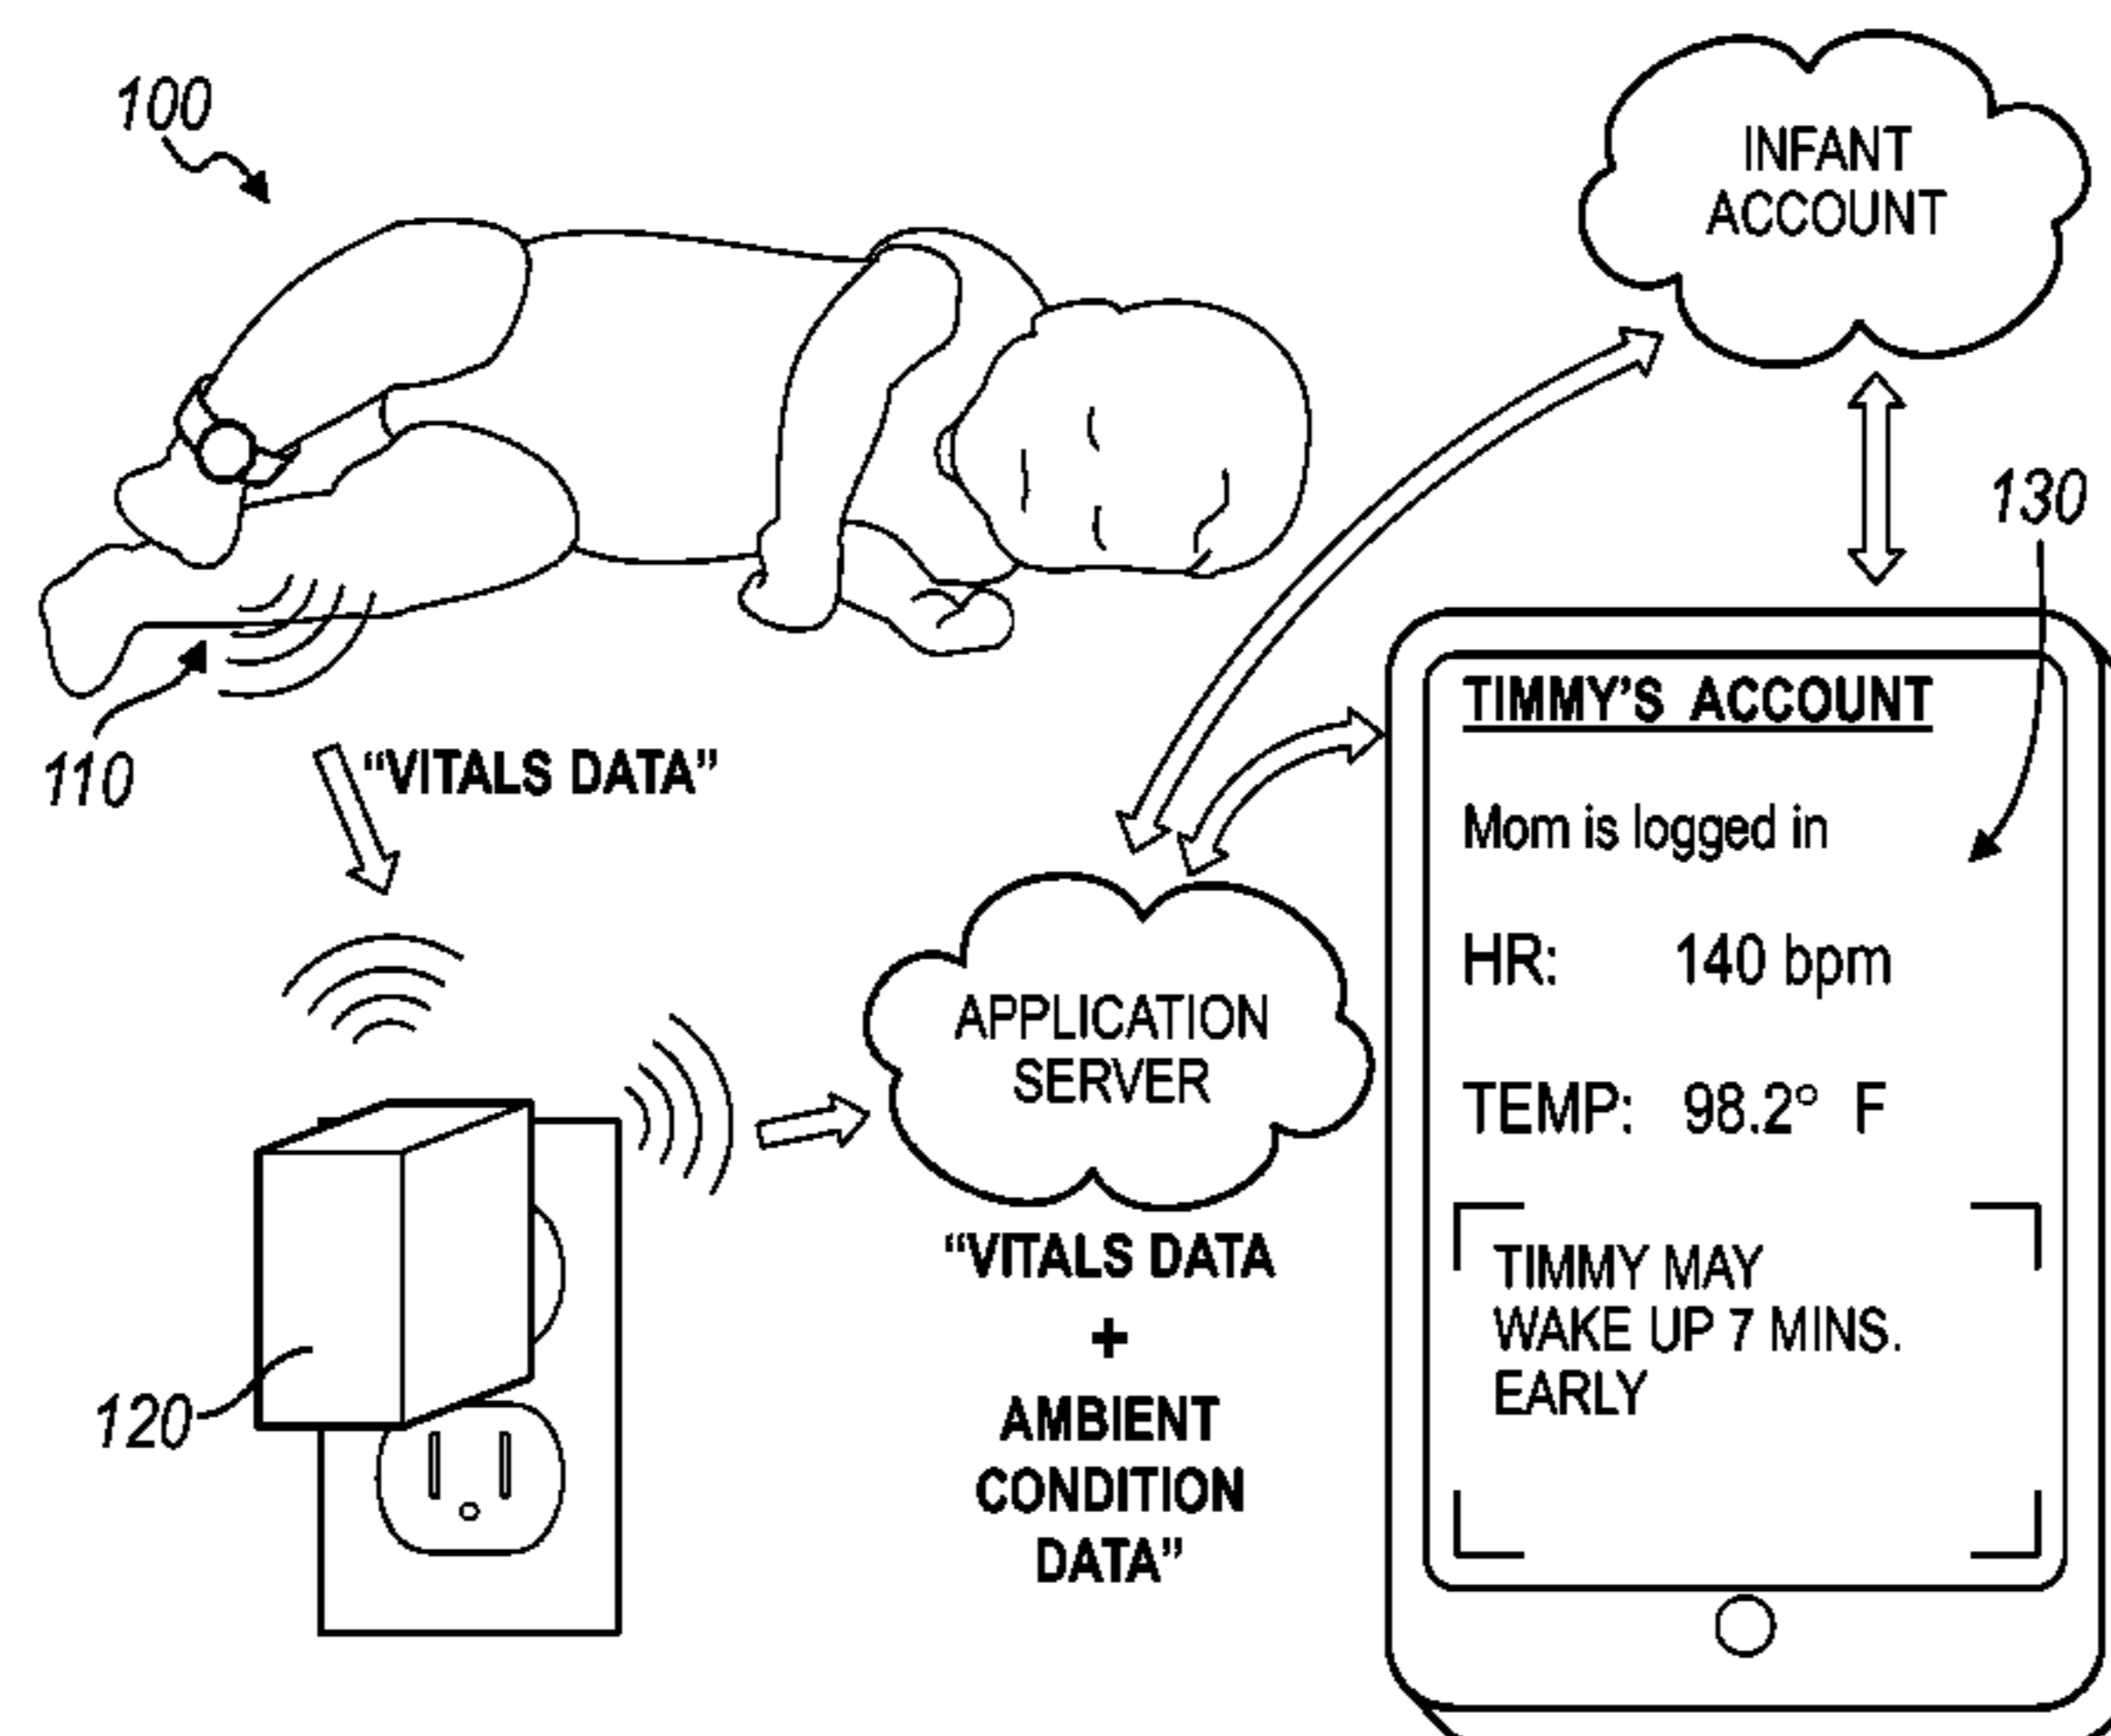 100
INFANT
ACCOUNT
130
110
“VITALS DATA”
TIMMY’S ACCOUNT
Mom is logged in
HR: 140 bpm
TEMP: 98.2° F
TIMMY MAY
WAKE UP 7 MINS.
EARLY
APPLICATION
SERVER
“VITALS DATA
+
AMBIENT
CONDITION
DATA”
120